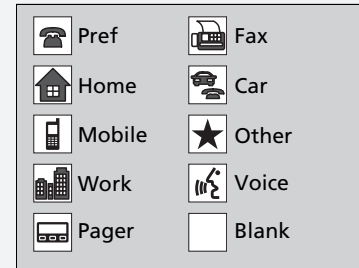 Pref
Fax
Home
Car
Mobile
Other
Work
Voice
Pager
Blank